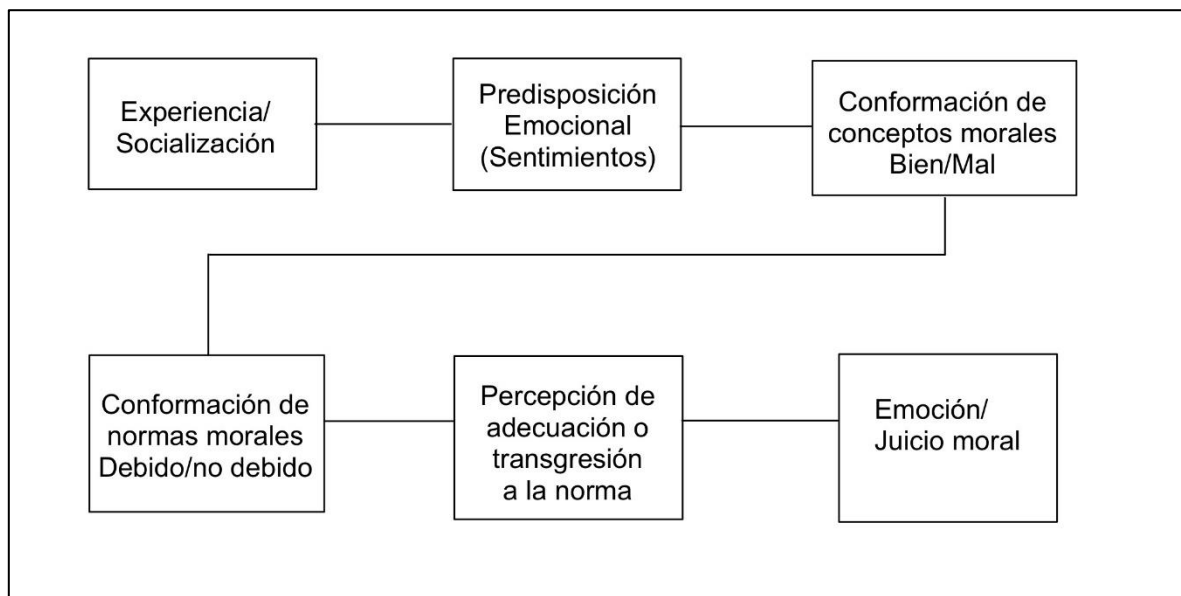 Experiencia/
Socialización
Predisposición
Emocional
(Sentimientos)
Conformación de
conceptos morales
Bien/Mal
Conformación de
normas morales
Debido/no debido
Percepción de
adecuación o
transgresión
a la norma
Emoción/
Juicio moral